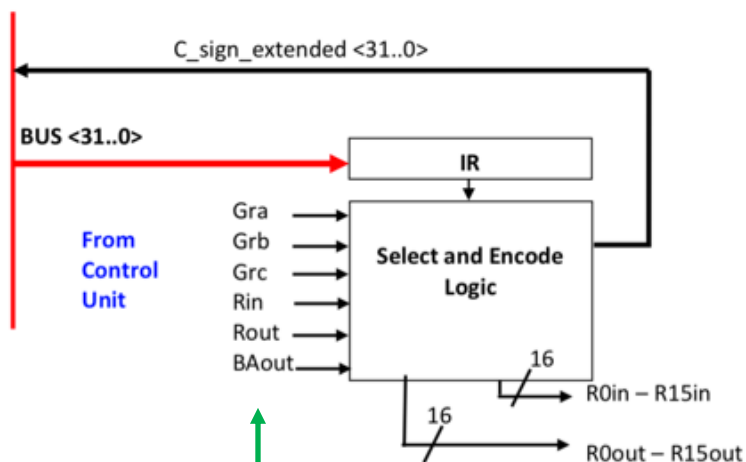 C_sign_extended <31..0>
BUS <31..0>
IR
Gra
Grb
Grc
Rin
Rout
BAout
From
Control
Unit
Select and Encode
Logic
16
R0in – R15in
16
R0out – R15out